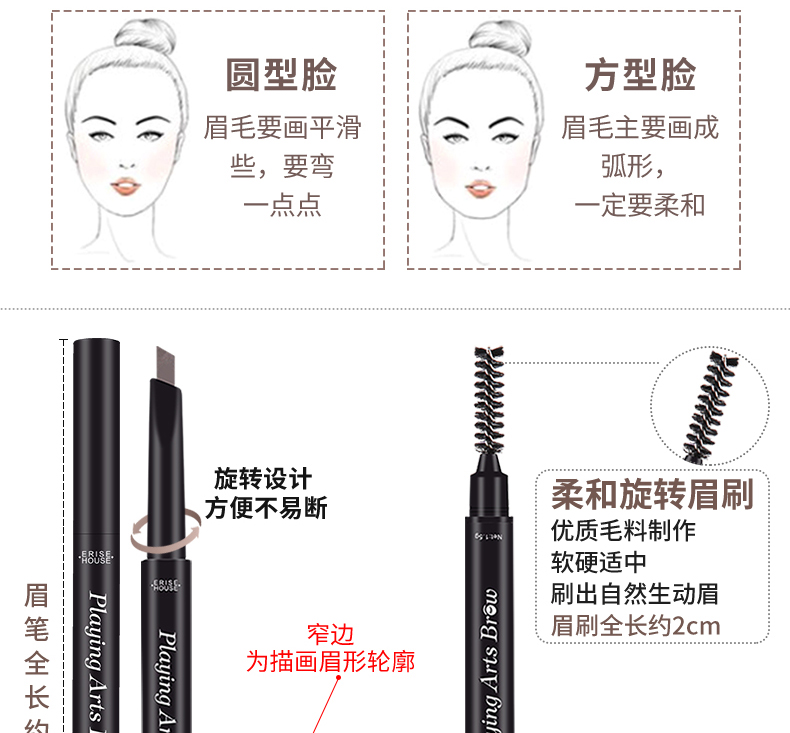 圆型脸
眉毛要画平滑
些，要弯
一点点
方型脸
眉毛主要画成
弧形，
一定要柔和
旋转设计
方便不易断
柔和旋转眉刷
优质毛料制作
软硬适中
刷出自然生动眉
眉刷全长约2cm
Net.1.5g
·ERISE·
HOUSE
·ERISE·
HOUSE
眉笔全长约
Playing Arts
Playing
Arts Brow
窄边
为描画眉形轮廓